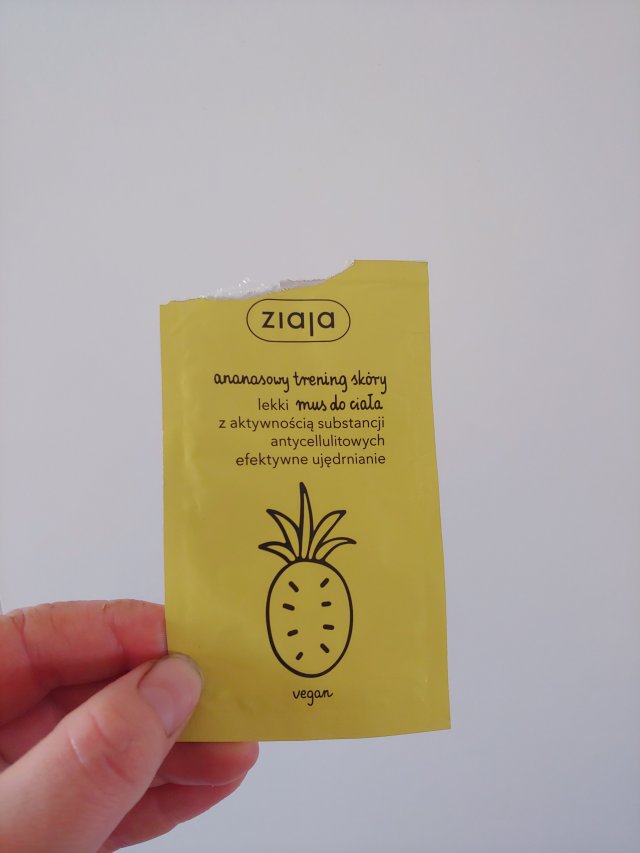 ziaja
ananasowy trening skóry
lekki mus do ciała
z aktywnością substancji
antycellulitowych
efektywne ujędrnianie
vegan